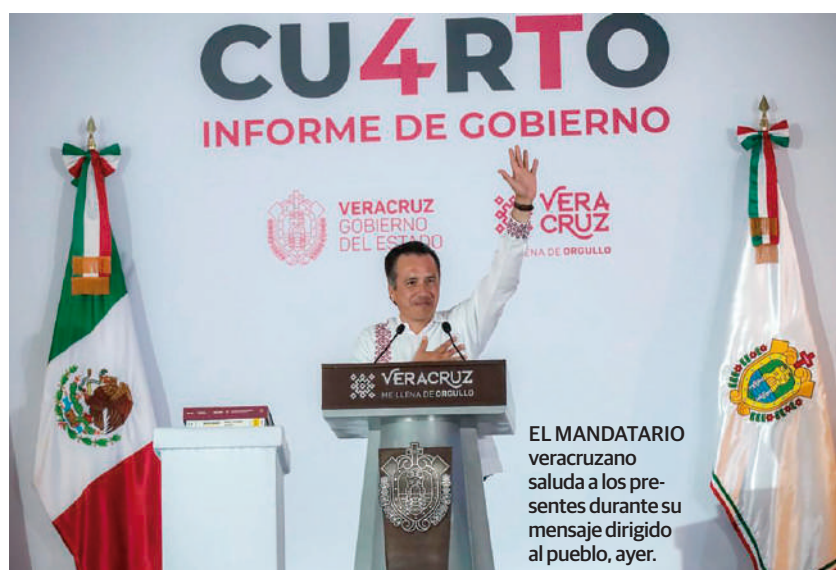 CU4RTO
INFORME DE GOBIERNO
VERACRUZ
GOBIERNO
DEL ESTADO
VERA
CRUZ
ENA DE ORGULLO
VERACRUZ
ME LLENA DE ORGULLO
EL MANDATARIO
veracruzano
saluda a los pre-
sentes durante su
mensaje dirigido
al pueblo, ayer.